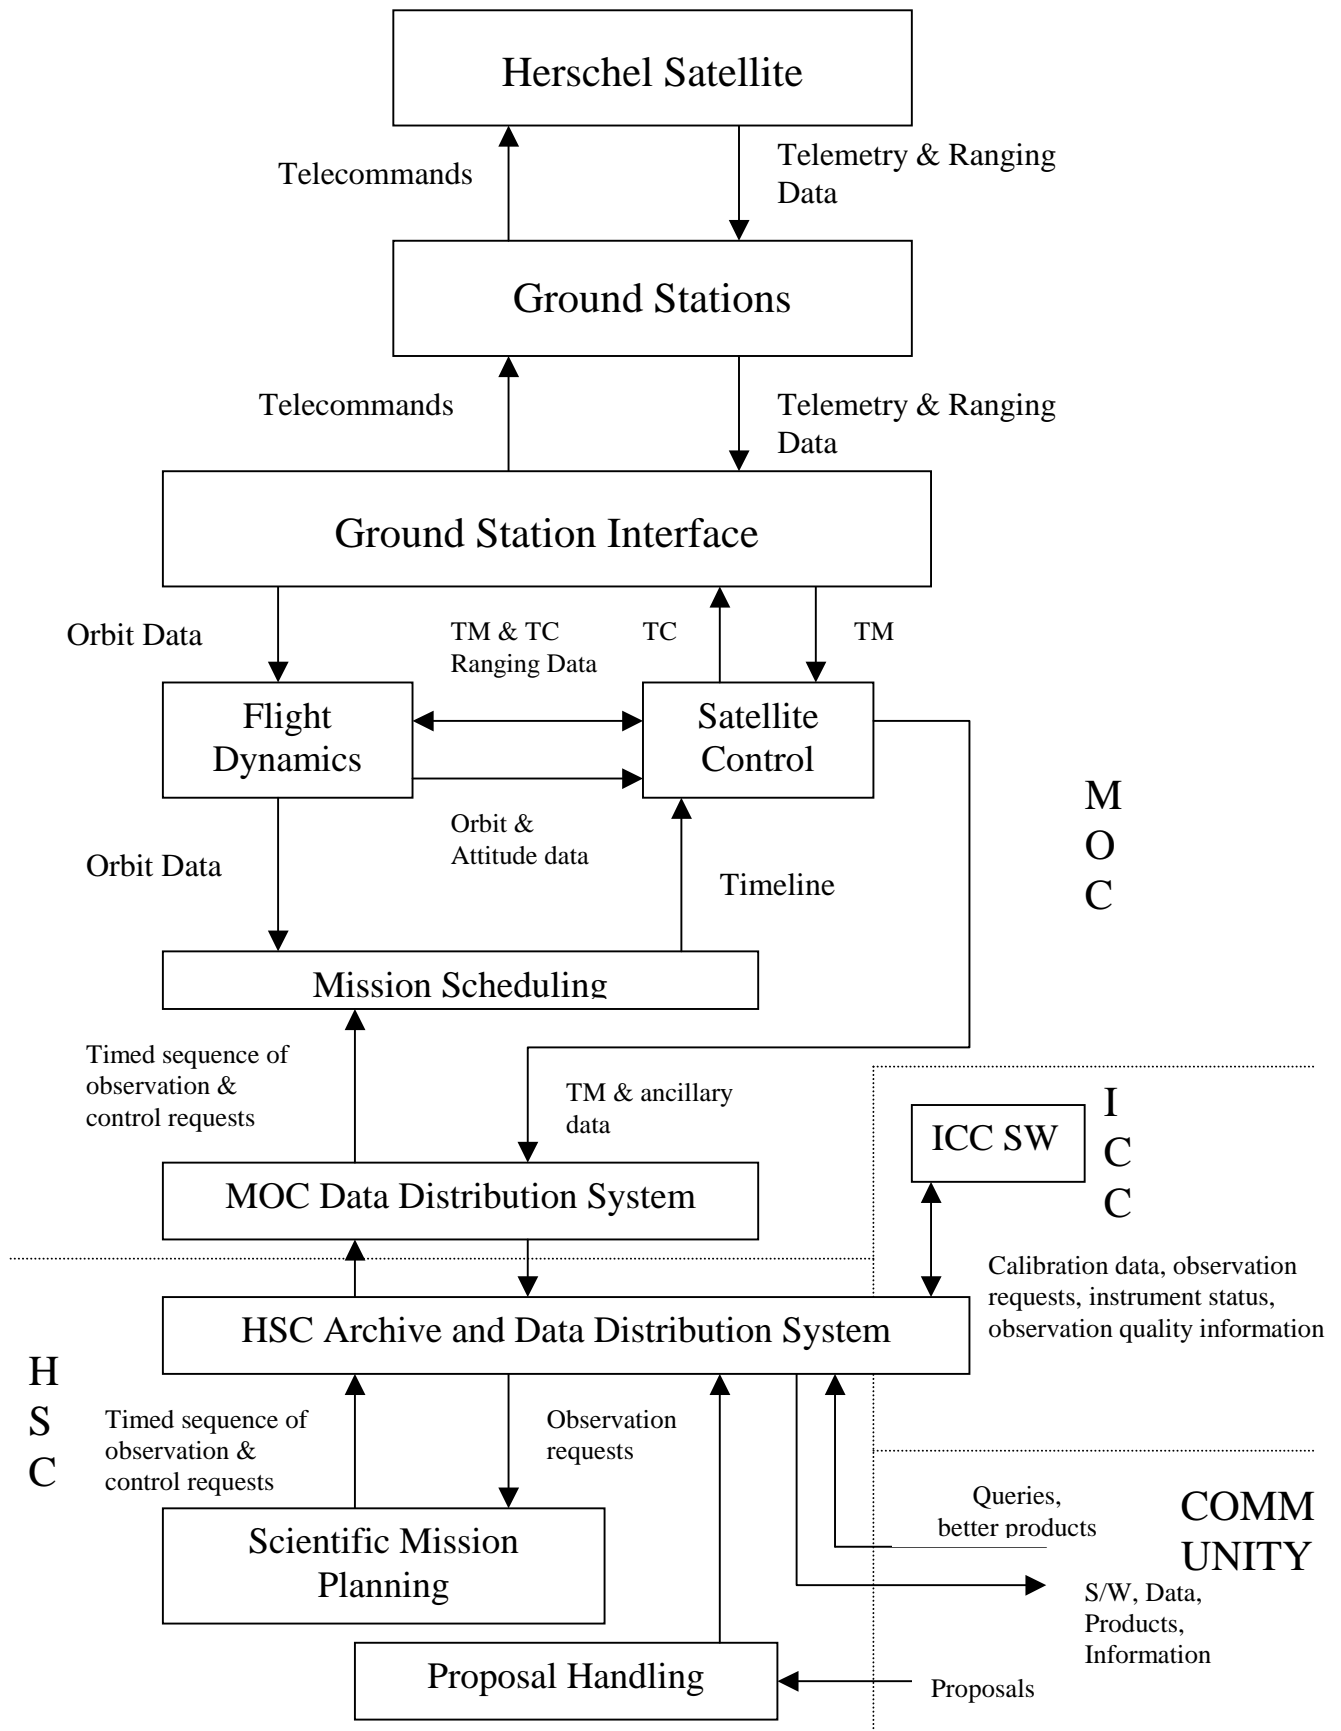 Herschel Satellite
Telecommands
Telemetry & Ranging
Data
Ground Stations
Telecommands
Telemetry & Ranging
Data
Ground Station Interface
Orbit Data
TM & TC
Ranging Data
TC
TM
Flight
Dynamics
Satellite
Control
Orbit &
Attitude data
Orbit Data
Timeline
M
O
C
Mission Scheduling
Timed sequence of
observation &
control requests
TM & ancillary
data
ICC SW
I
C
C
MOC Data Distribution System
Calibration data, observation
requests, instrument status,
observation quality information
HSC Archive and Data Distribution System
H
S
C
Timed sequence of
observation &
control requests
Observation
requests
Queries,
better products
COMM
UNITY
Scientific Mission
Planning
S/W, Data,
Products,
Information
Proposal Handling
Proposals